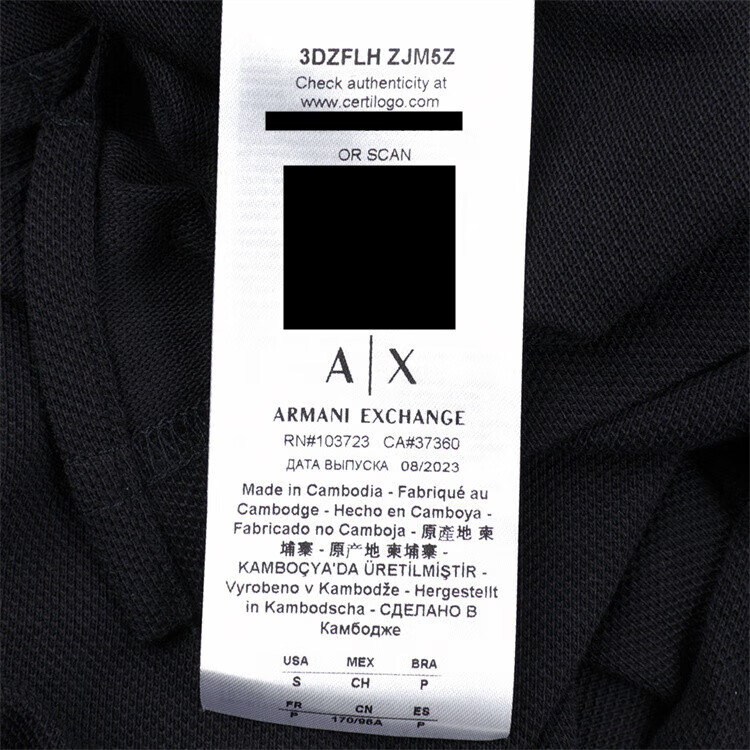 3DZFLH ZJM5Z
Check authenticity at
www.certilogo.com
OR SCAN
A|X
ARMANI EXCHANGE
RN#103723 CA#37360
ДАТА ВЫПУСКА 08/2023
Made in Cambodia - Fabriqué au
Cambodge - Hecho en Camboya -
Fabricado no Camboja - 原產地 柬
埔寨 - 原产地 柬埔寨 -
KAMBOÇYA'DA ÜRETİLMİŞTİR -
Vyrobeno v Kambodže - Hergestellt
in Kambodscha - СДЕЛАНО В
Камбодже
USA MEX BRA
S CH P
FR CN ES
P 170/96A P